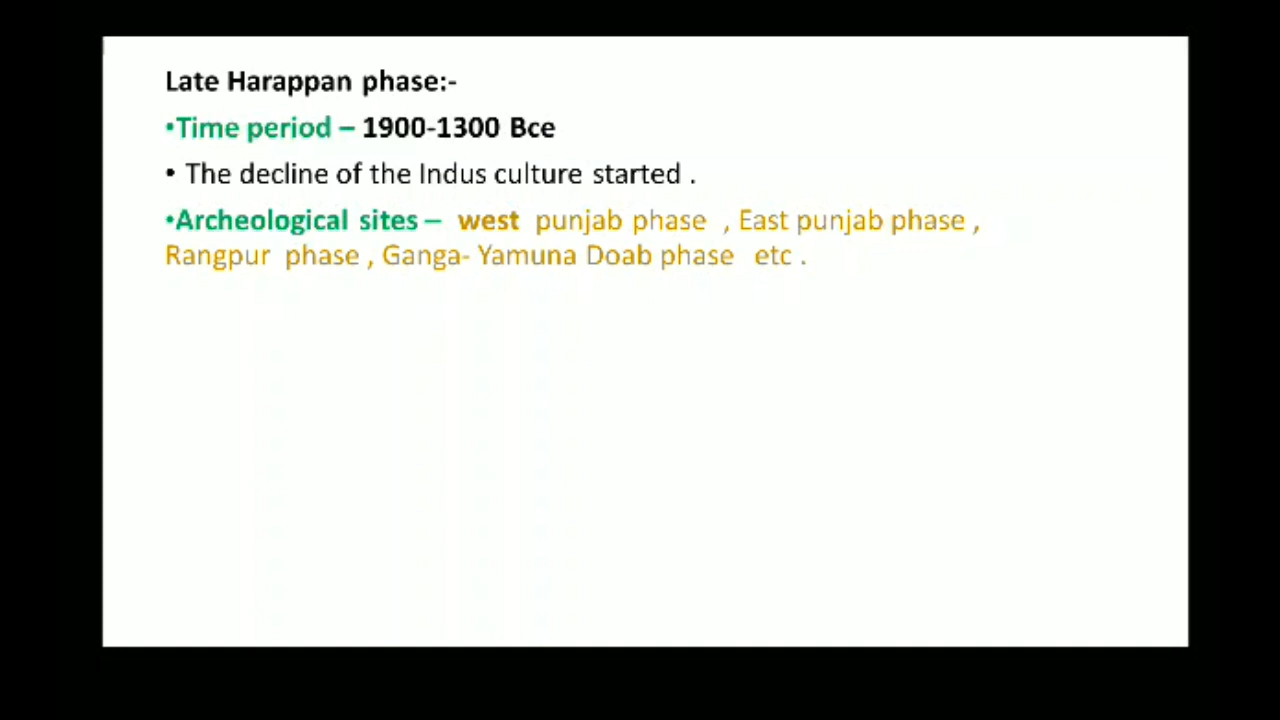 Late Harappan phase:-
•Time period – 1900-1300 Bce
• The decline of the Indus culture started .
•Archeological sites – west punjab phase , East punjab phase ,
Rangpur phase , Ganga- Yamuna Doab phase etc .